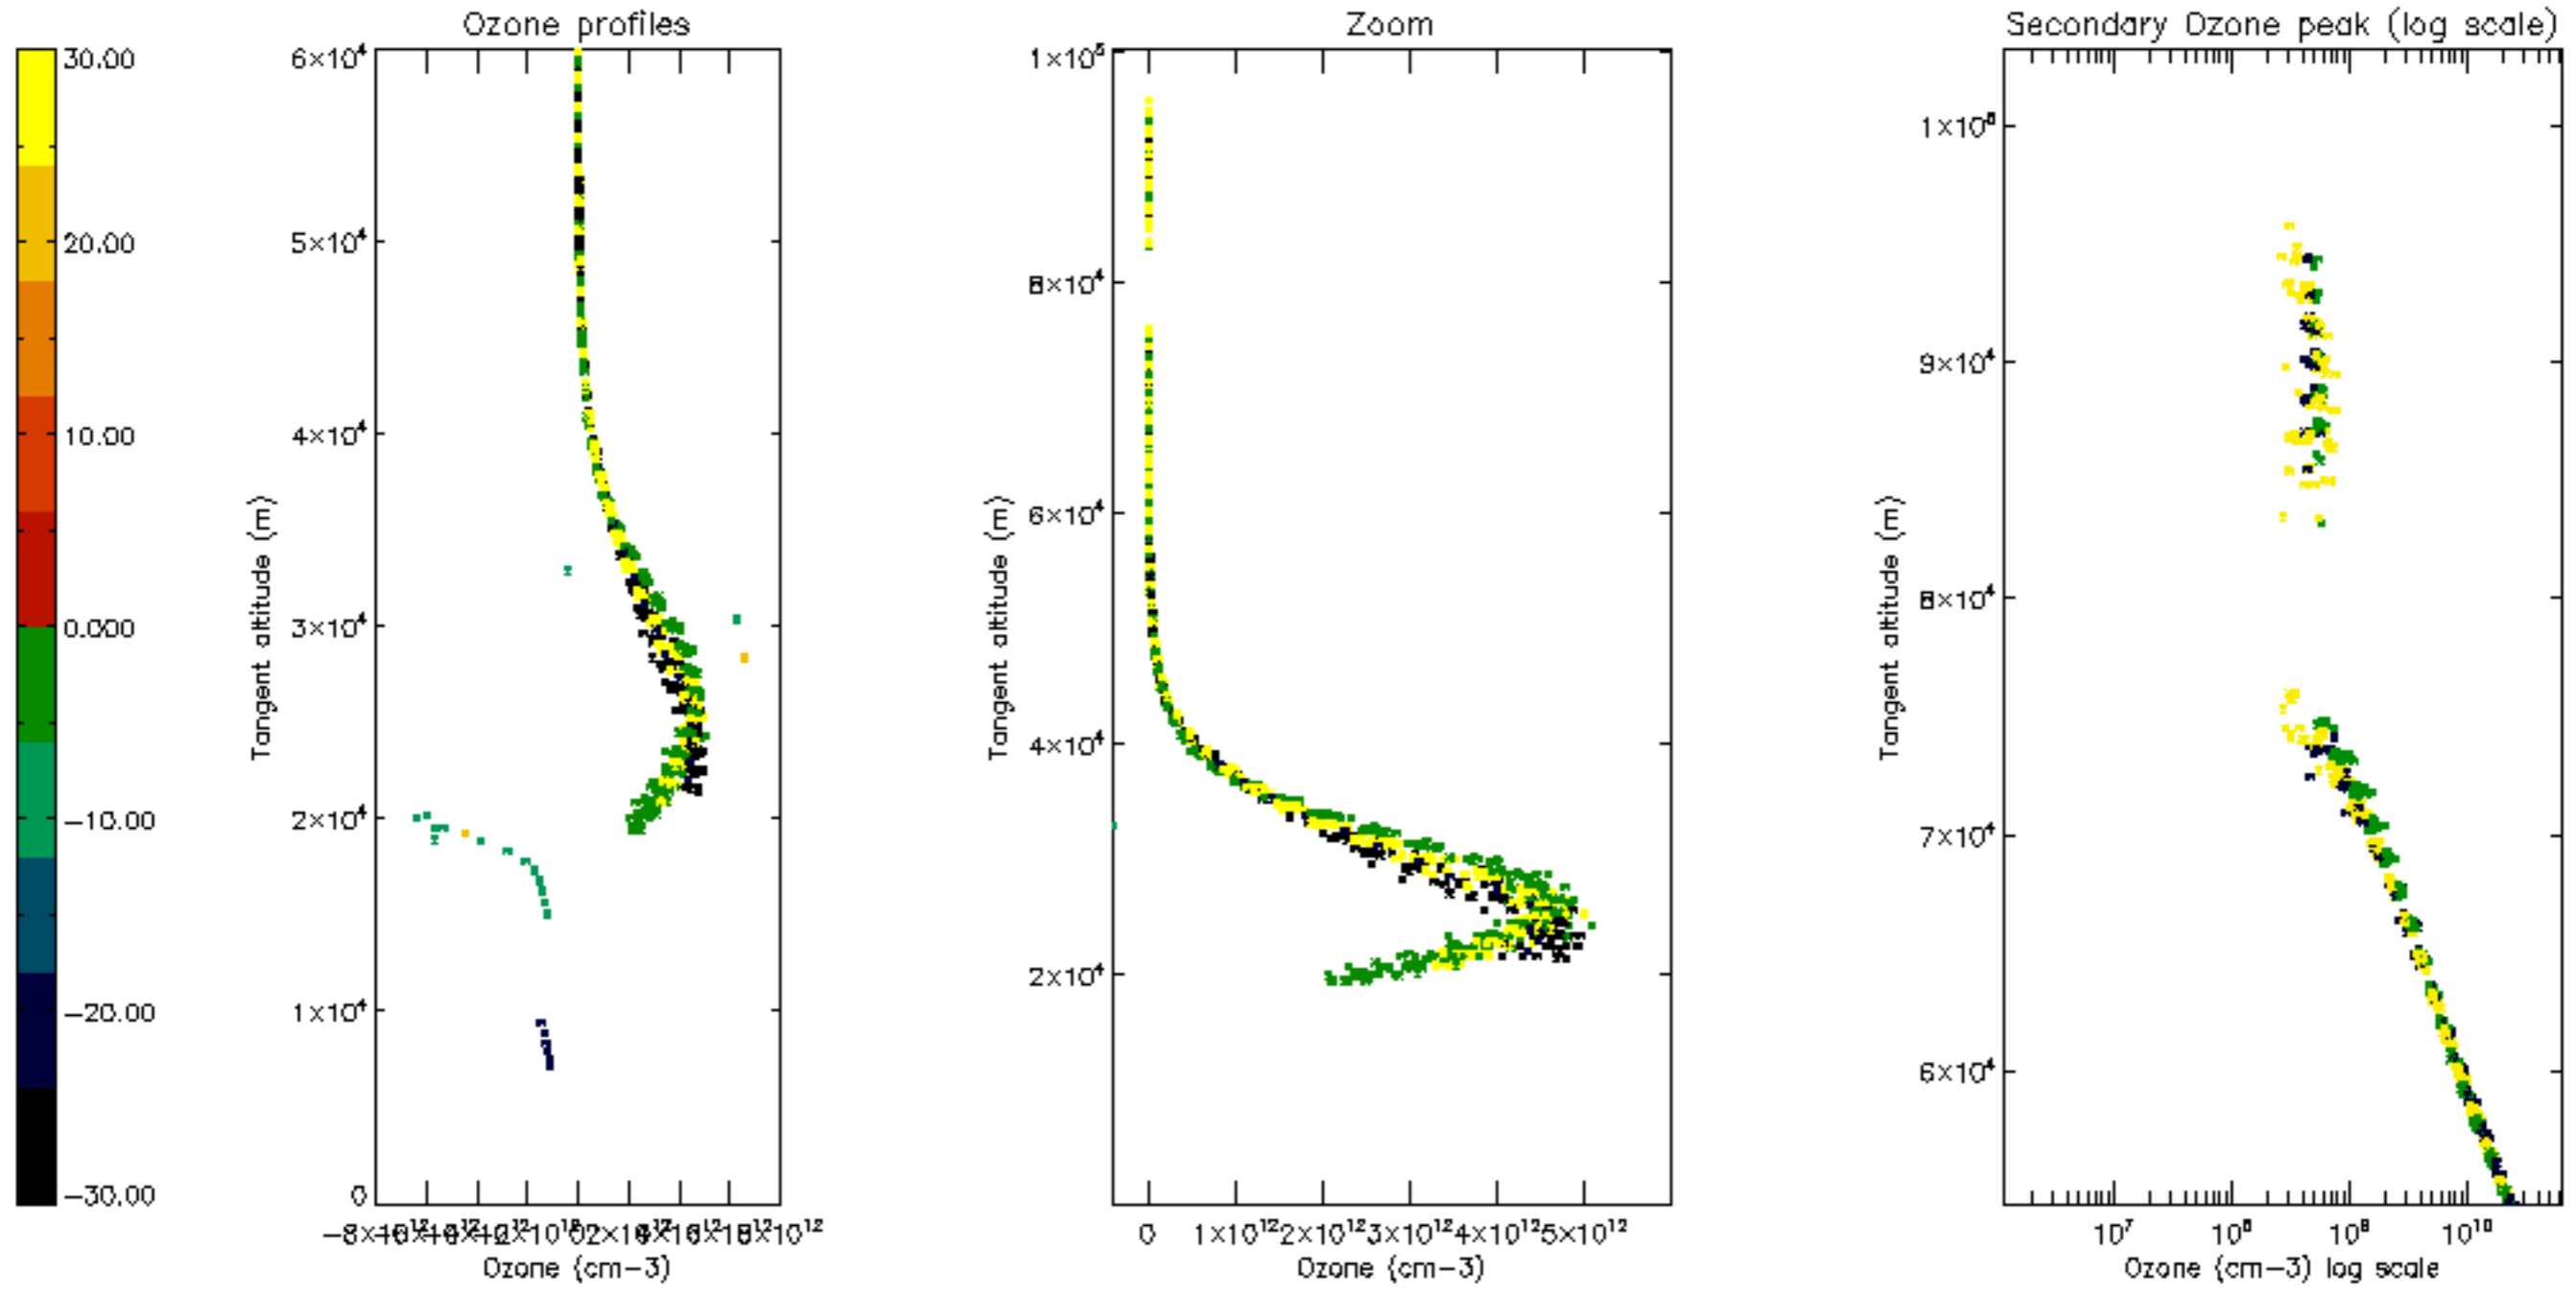 Ozone profiles
Zoom
Secondary Ozone peak (log scale)
30.00
20.00
10.00
0.00
-10.00
-20.00
-30.00
6×10⁴
5×10⁴
4×10⁴
3×10⁴
2×10⁴
1×10⁴
0
Tangent altitude (m)
Ozone (cm-3)
1×10⁵
8×10⁴
6×10⁴
4×10⁴
2×10⁴
Tangent altitude (m)
0 1×10¹² 2×10¹² 3×10¹² 4×10¹² 5×10¹²
Ozone (cm-3)
1×10⁵
9×10⁴
8×10⁴
7×10⁴
6×10⁴
Tangent altitude (m)
10⁷ 10⁸ 10⁹ 10¹⁰
Ozone (cm-3) log scale